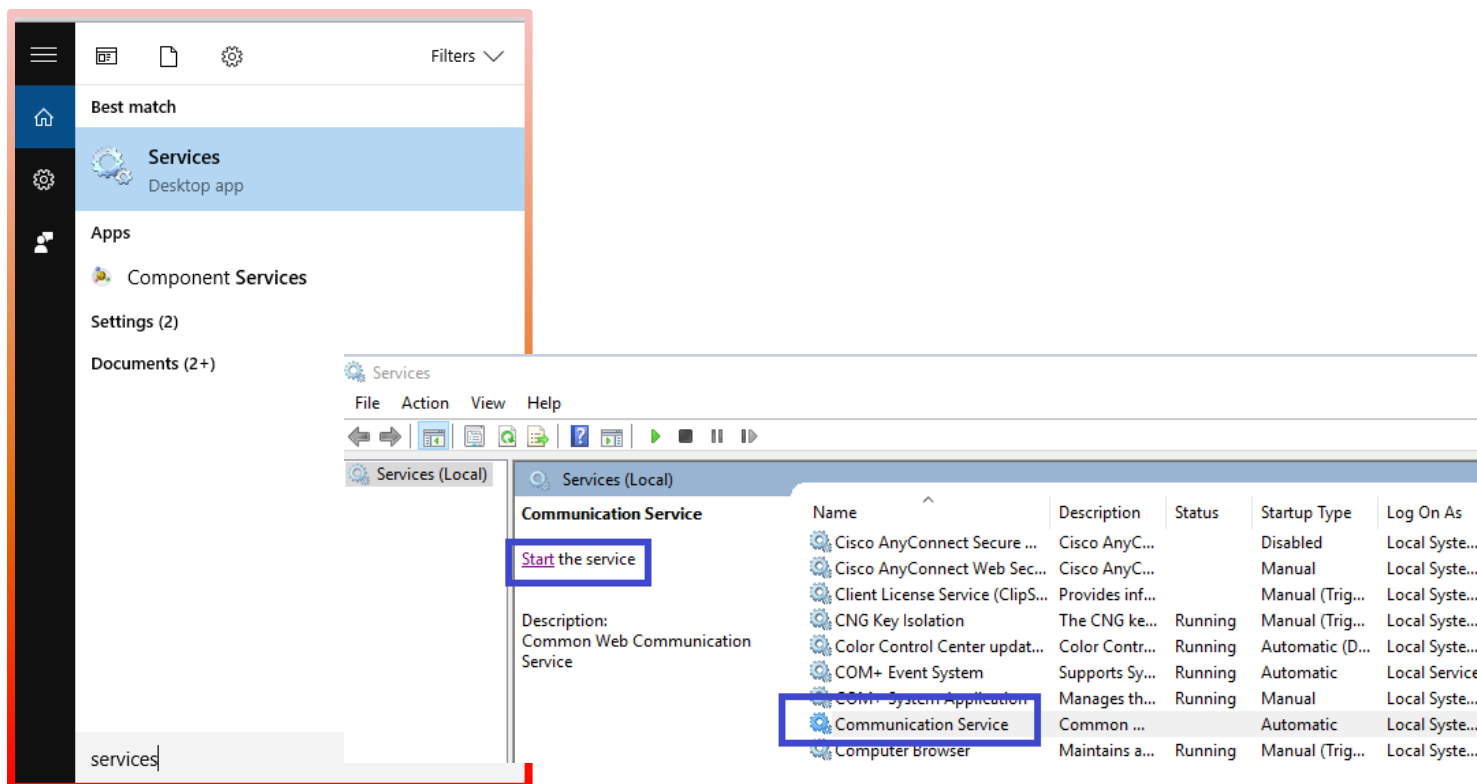 Filters
Best match
Services
Desktop app
Apps
Component Services
Settings (2)
Documents (2+)
services
Services
File Action View Help
Services (Local)
Services (Local)
Communication Service
Start the service
Description:
Common Web Communication
Service
Name Description Status Startup Type Log On As
Cisco AnyConnect Secure ... Cisco AnyC... Disabled Local Syste...
Cisco AnyConnect Web Sec... Cisco AnyC... Manual Local Syste...
Client License Service (ClipS... Provides inf... Manual (Trig... Local Syste...
CNG Key Isolation The CNG ke... Running Manual (Trig... Local Syste...
Color Control Center updat... Color Contr... Running Automatic (D... Local Syste...
COM+ Event System Supports Sy... Running Automatic Local Service
COM+ System Application Manages th... Running Manual Local Syste...
Communication Service Common ... Automatic Local Syste...
Computer Browser Maintains a... Running Manual (Trig... Local Syste...